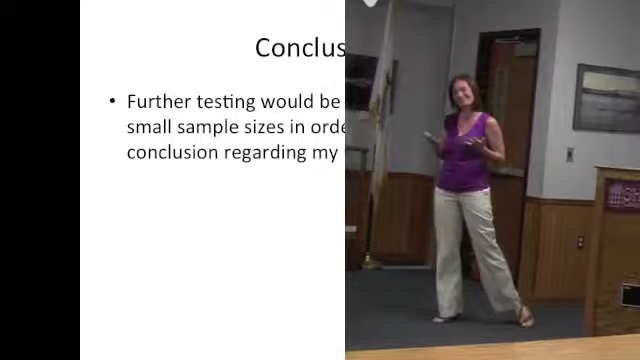 Conclus
• Further testing would be
small sample sizes in orde
conclusion regarding my